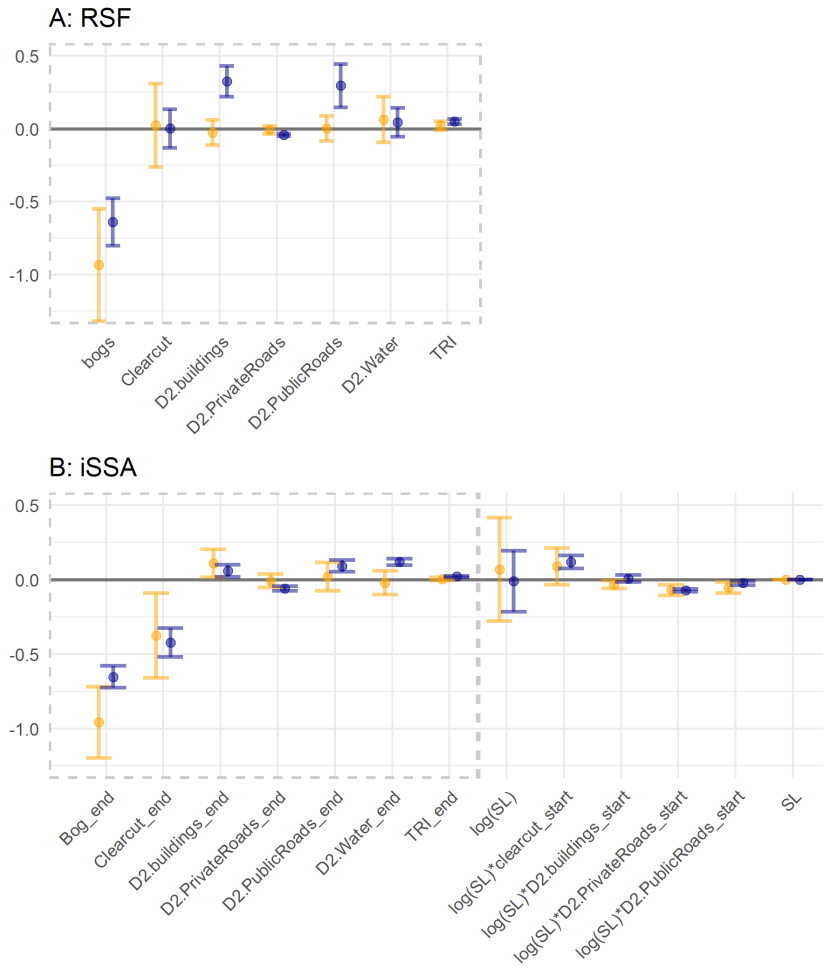 A: RSF
0.5
0.0
-0.5
-1.0
bogs
Clearcut
D2.buildings
D2.PrivateRoads
D2.PublicRoads
D2.Water
TRI
B: iSSA
0.5
0.0
-0.5
-1.0
Bog_end
Clearcut_end
D2.buildings_end
D2.PrivateRoads_end
D2.PublicRoads_end
D2.Water_end
TRI_end
log(SL)
log(SL)*clearcut_start
log(SL)*D2.buildings_start
log(SL)*D2.PrivateRoads_start
log(SL)*D2.PublicRoads_start
SL